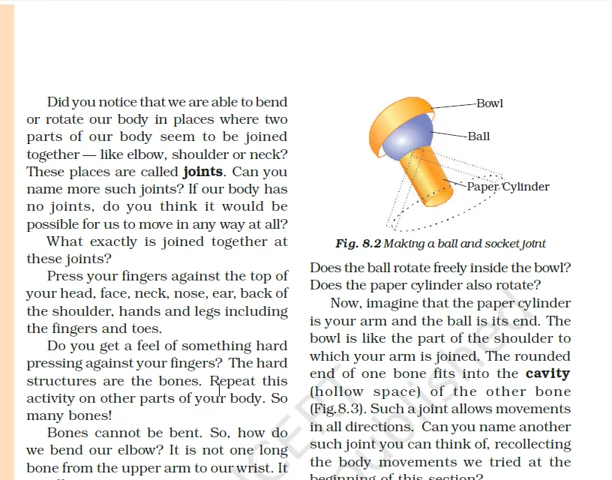 Did you notice that we are able to bend
or rotate our body in places where two
parts of our body seem to be joined
together — like elbow, shoulder or neck?
These places are called joints. Can you
name more such joints? If our body has
no joints, do you think it would be
possible for us to move in any way at all?
What exactly is joined together at
these joints?
Press your fingers against the top of
your head, face, neck, nose, ear, back of
the shoulder, hands and legs including
the fingers and toes.
Do you get a feel of something hard
pressing against your fingers? The hard
structures are the bones. Repeat this
activity on other parts of your body. So
many bones!
Bones cannot be bent. So, how do
we bend our elbow? It is not one long
bone from the upper arm to our wrist. It
Bowl
Ball
Paper Cylinder
Fig. 8.2 Making a ball and socket joint
Does the ball rotate freely inside the bowl?
Does the paper cylinder also rotate?
Now, imagine that the paper cylinder
is your arm and the ball is its end. The
bowl is like the part of the shoulder to
which your arm is joined. The rounded
end of one bone fits into the cavity
(hollow space) of the other bone
(Fig.8.3). Such a joint allows movements
in all directions. Can you name another
such joint you can think of, recollecting
the body movements we tried at the
beginning of this section?
NCERT
published